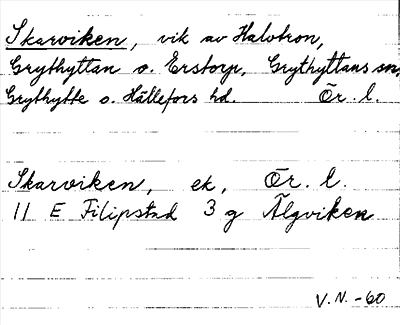 Skarviken, vik av Halvtron,
Grythyttan o. Erstorp, Grythyttans sn,
Grythytte o. Hällefors hd. Ör. l.
Skarviken, ek, Ör. l.
11 E Filipstad 3 g Älgviken
V. N. -60